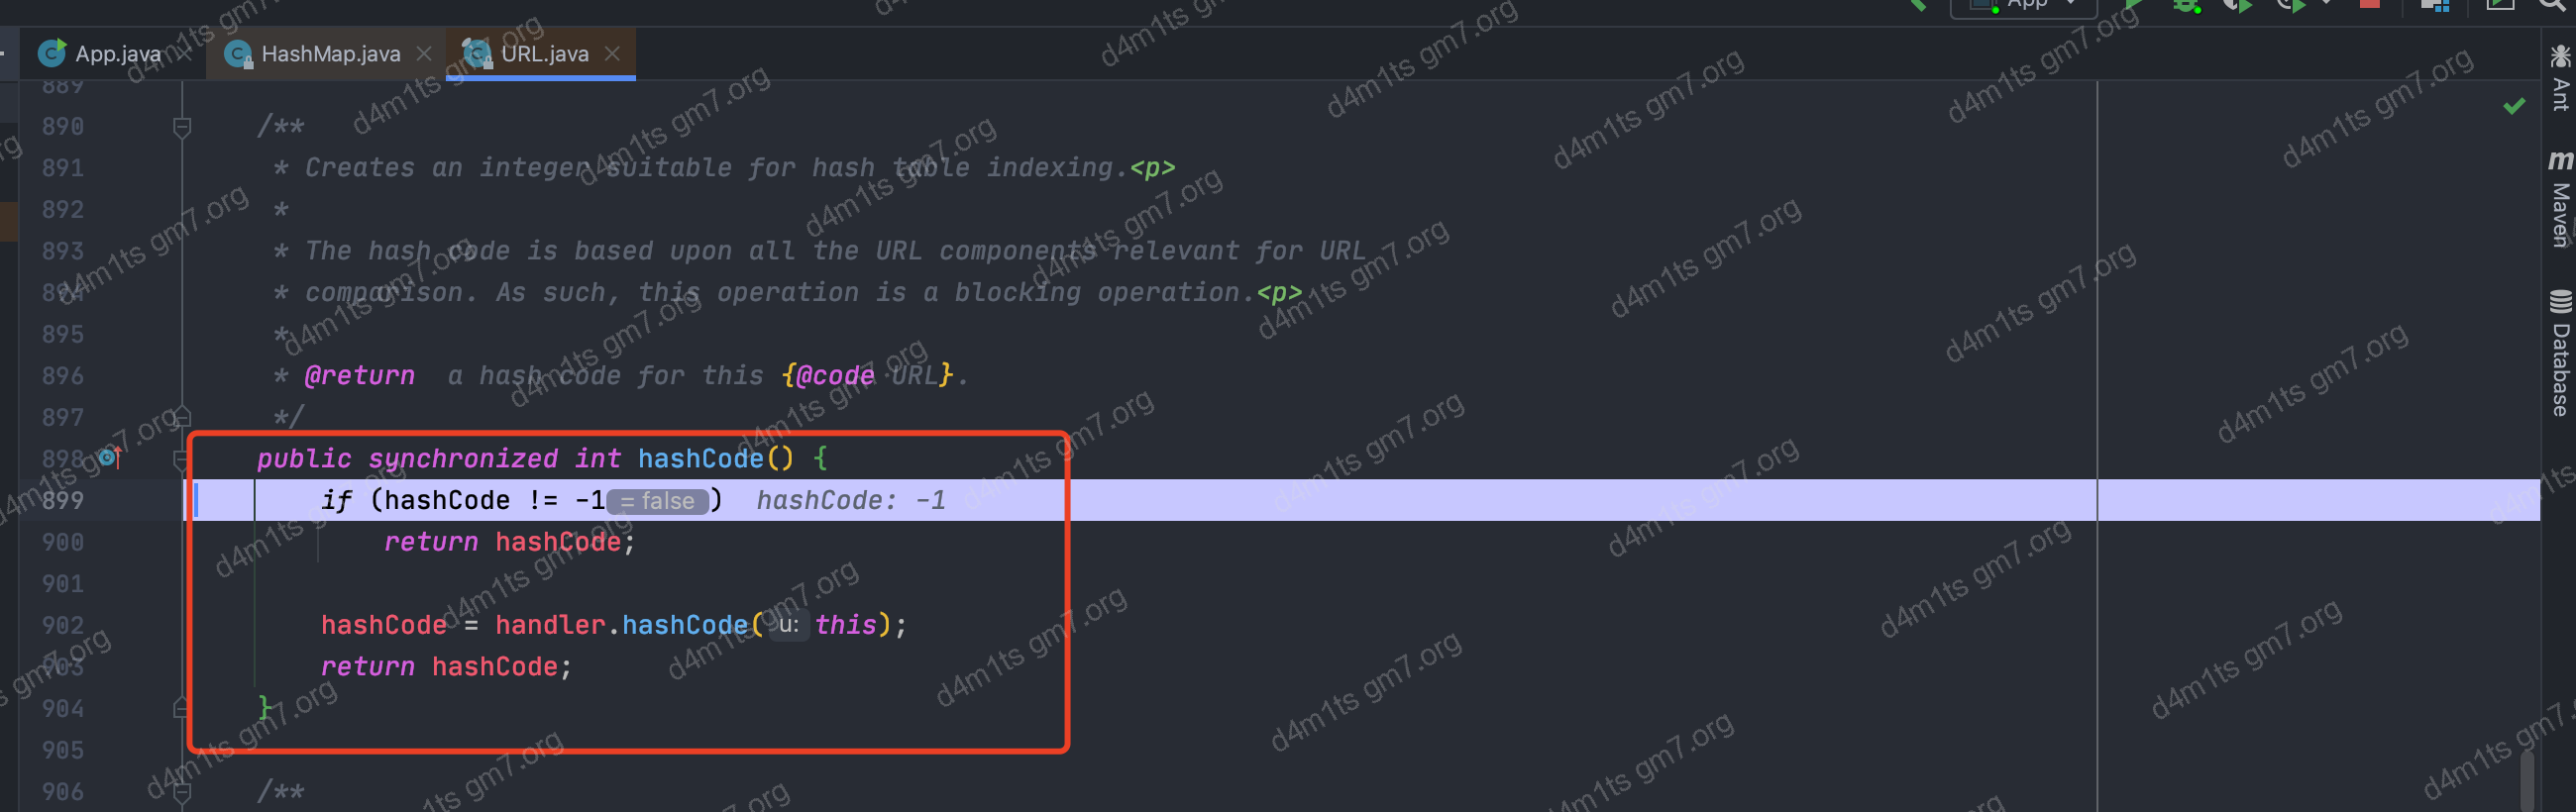 App
App.java
HashMap.java
URL.java
889
890 /**
891 * Creates an integer suitable for hash table indexing.<p>
892 *
893 * The hash code is based upon all the URL components relevant for URL
894 * comparison. As such, this operation is a blocking operation.<p>
895 *
896 * @return  a hash code for this {@code URL}.
897 */
898 public synchronized int hashCode() {
899 if (hashCode != -1 = false ) hashCode: -1
900 return hashCode;
901
902 hashCode = handler.hashCode( u: this);
903 return hashCode;
904 }
905
906 /**
Ant
m Maven
Database
d4m1ts gm7.org